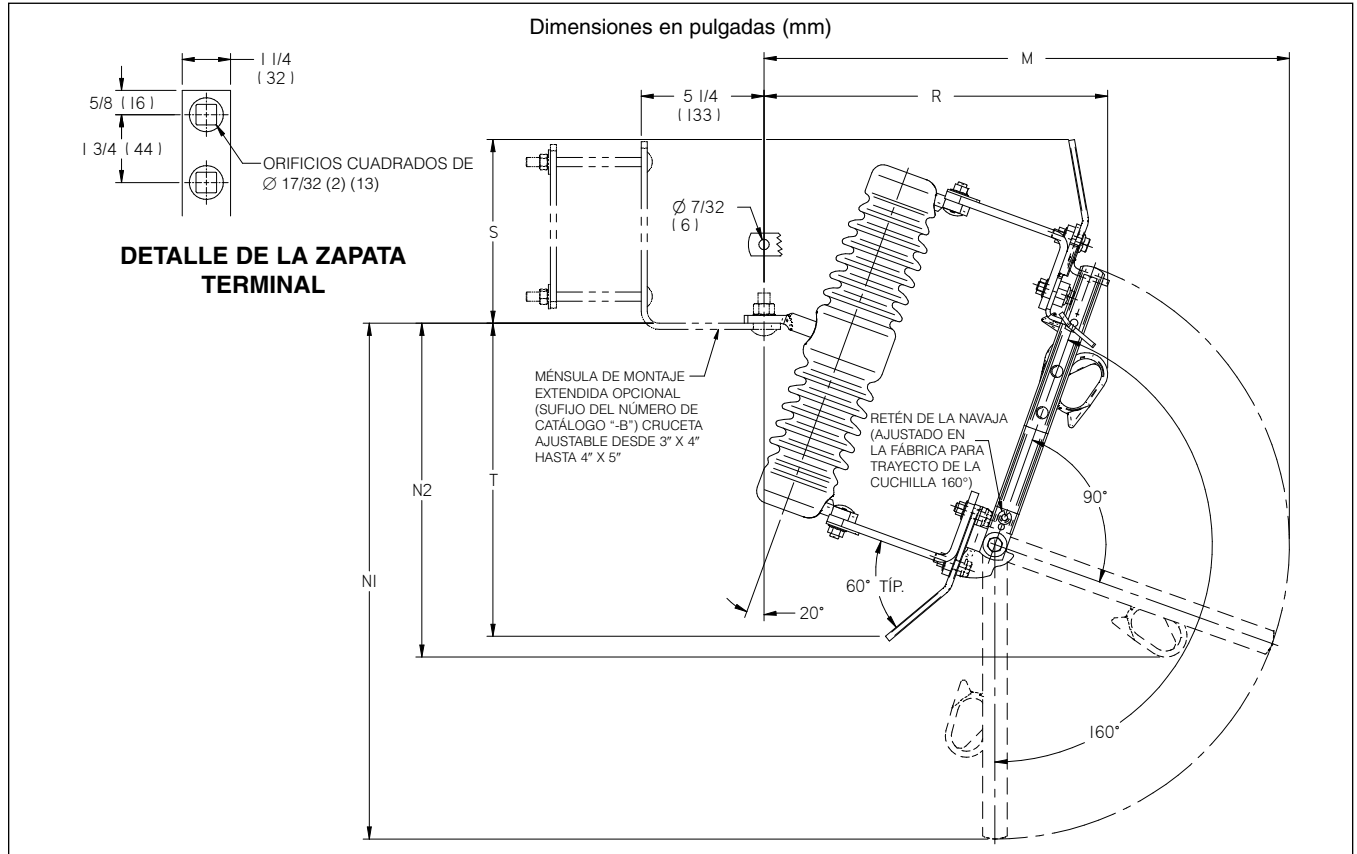 Dimensiones en pulgadas (mm)
1 1/4
(32)
5/8 (16)
1 3/4 (44)
ORIFICIOS CUADRADOS DE
Ø 17/32 (2) (13)
DETALLE DE LA ZAPATA
TERMINAL
M
5 1/4
(133)
R
S
Ø 7/32
(6)
MÉNSULA DE MONTAJE
EXTENDIDA OPCIONAL
(SUFIJO DEL NÚMERO DE
CATÁLOGO "-B") CRUCETA
AJUSTABLE DESDE 3" X 4"
HASTA 4" X 5"
RETÉN DE LA NAVAJA
(AJUSTADO EN
LA FÁBRICA PARA
TRAYECTO DE LA
CUCHILLA 160°)
N2
T
90°
N1
60° TÍP.
20°
160°